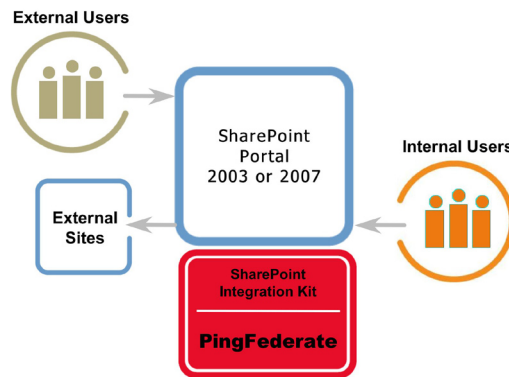 External Users
SharePoint
Portal
2003 or 2007
Internal Users
External
Sites
SharePoint
Integration Kit
PingFederate